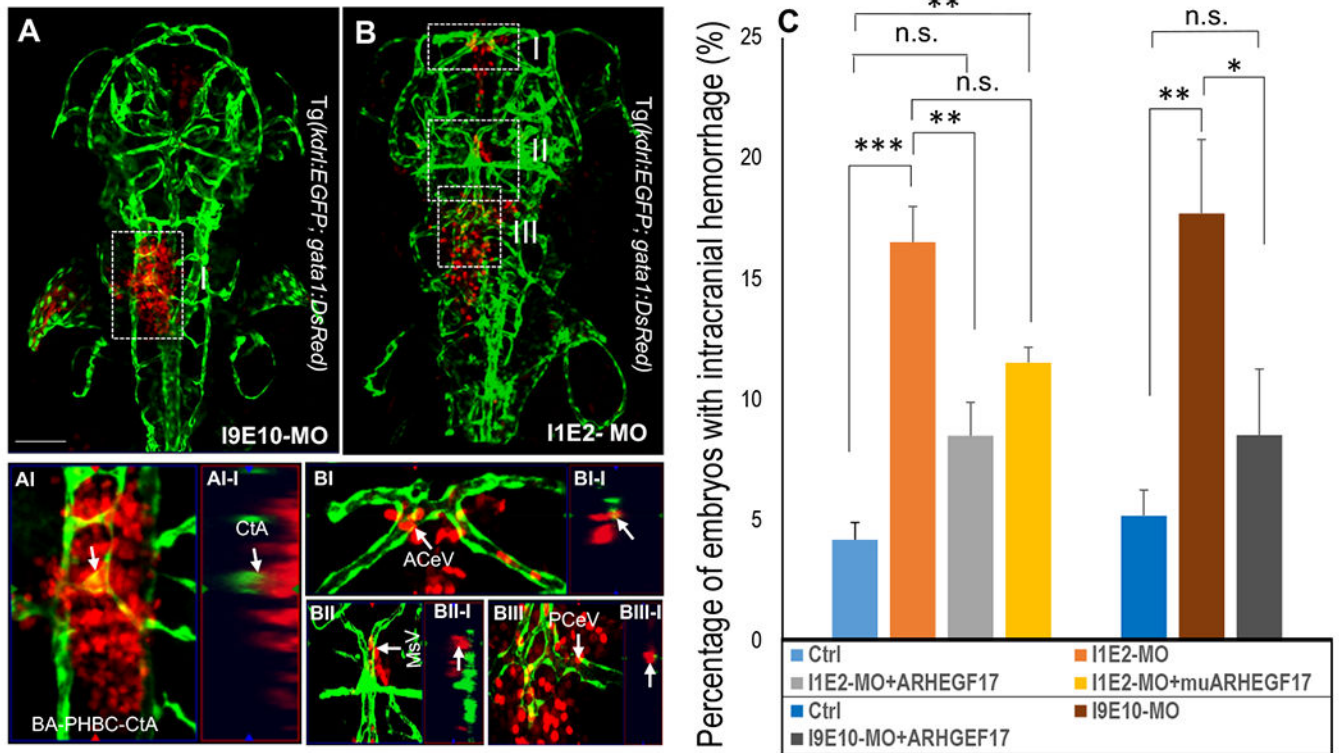 A
I
Tg(kdrl:EGFP; gata1:DsRed)
I9E10-MO
B
I
II
III
Tg(kdrl:EGFP; gata1:DsRed)
I1E2- MO
AI
BA-PHBC-CtA
AI-I
CtA
BI
ACeV
BI-I
BII
MsV
BII-I
BIII
PCeV
BIII-I
C
Percentage of embryos with intracranial hemorrhage (%)
25
20
15
10
5
0
**
n.s.
n.s.
**
***
n.s.
*
**
Ctrl
I1E2-MO
I1E2-MO+ARHEGF17
I1E2-MO+muARHEGF17
Ctrl
I9E10-MO
I9E10-MO+ARHGEF17